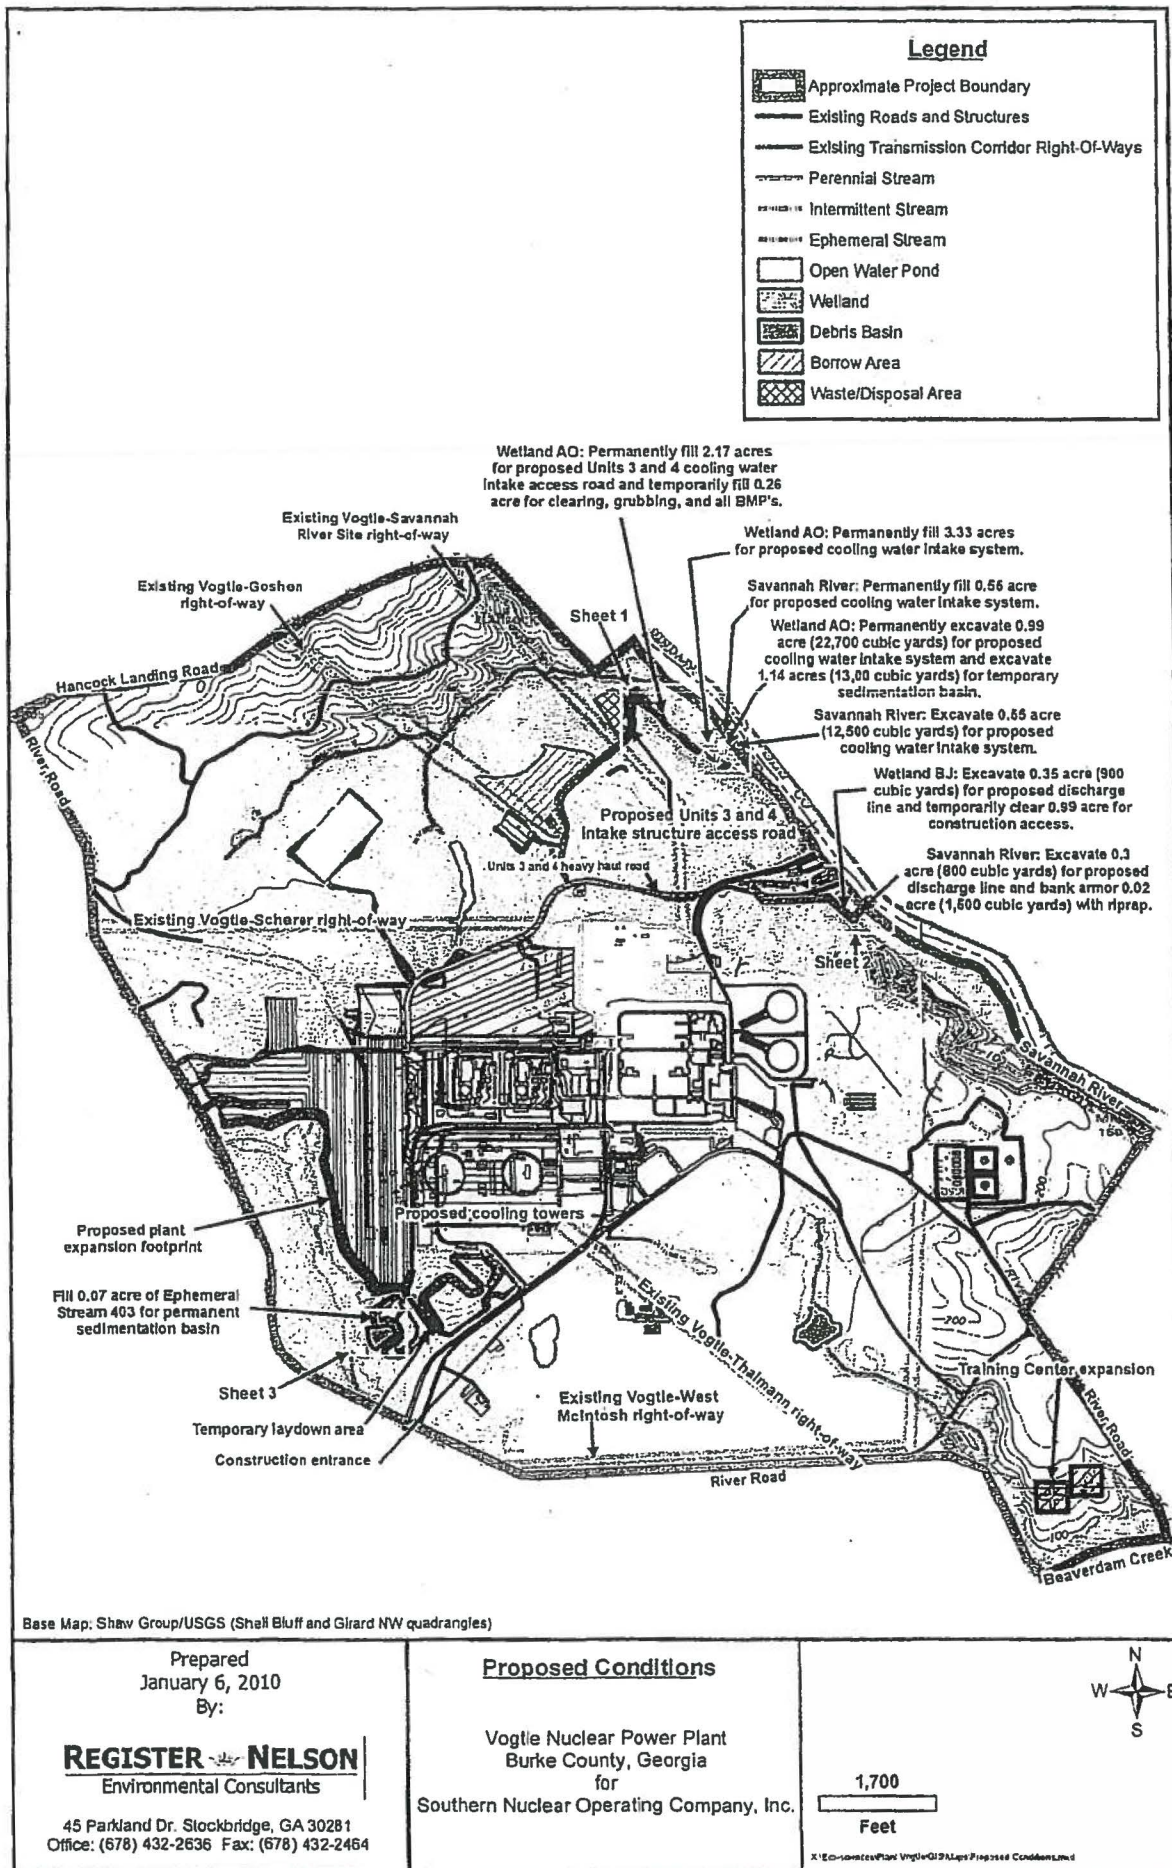 Legend
Approximate Project Boundary
Existing Roads and Structures
Existing Transmission Corridor Right-Of-Ways
Perennial Stream
Intermittent Stream
Ephemeral Stream
Open Water Pond
Wetland
Debris Basin
Borrow Area
Waste/Disposal Area
Wetland AO: Permanently fill 2.17 acres
for proposed Units 3 and 4 cooling water
intake access road and temporarily fill 0.26
acre for clearing, grubbing, and all BMP's.
Existing Vogtle-Savannah
River Site right-of-way
Wetland AO: Permanently fill 3.33 acres
for proposed cooling water intake system.
Existing Vogtle-Goshen
right-of-way
Savannah River: Permanently fill 0.56 acre
for proposed cooling water intake system.
Sheet 1
Wetland AO: Permanently excavate 0.99
acre (22,700 cubic yards) for proposed
cooling water intake system and excavate
1.14 acres (13,00 cubic yards) for temporary
sedimentation basin.
Hancock Landing Road
Savannah River: Excavate 0.55 acre
(12,500 cubic yards) for proposed
cooling water intake system.
River Road
Wetland BJ: Excavate 0.35 acre (900
cubic yards) for proposed discharge
line and temporarily clear 0.99 acre for
construction access.
Proposed Units 3 and 4
intake structure access road
Units 3 and 4 heavy haul road
Savannah River: Excavate 0.3
acre (800 cubic yards) for proposed
discharge line and bank armor 0.02
acre (1,500 cubic yards) with riprap.
Existing Vogtle-Scherer right-of-way
Sheet 2
100
Savannah River
150
200
Proposed cooling towers
Proposed plant
expansion footprint
Fill 0.07 acre of Ephemeral
Stream 403 for permanent
sedimentation basin
Existing Vogtle-Thalmann right-of-way
River
200
Training Center expansion
Sheet 3
Existing Vogtle-West
McIntosh right-of-way
Temporary laydown area
Construction entrance
River Road
River Road
100
Beaverdam Creek
Base Map: Shaw Group/USGS (Shell Bluff and Girard NW quadrangles)
Prepared
January 6, 2010
By:
REGISTER NELSON
Environmental Consultants
45 Parkland Dr. Stockbridge, GA 30281
Office: (678) 432-2636 Fax: (678) 432-2464
Proposed Conditions
Vogtle Nuclear Power Plant
Burke County, Georgia
for
Southern Nuclear Operating Company, Inc.
N
W E
S
1,700
Feet